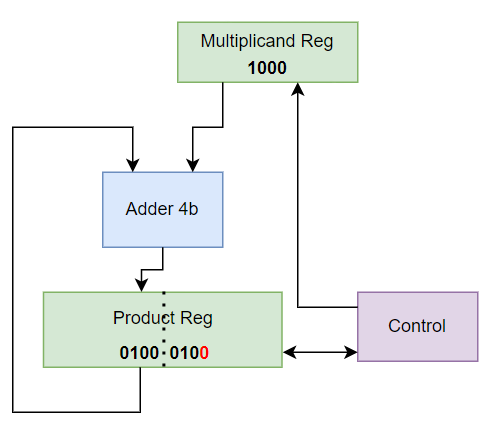 Multiplicand Reg
1000
Adder 4b
Product Reg
0100 0100
Control